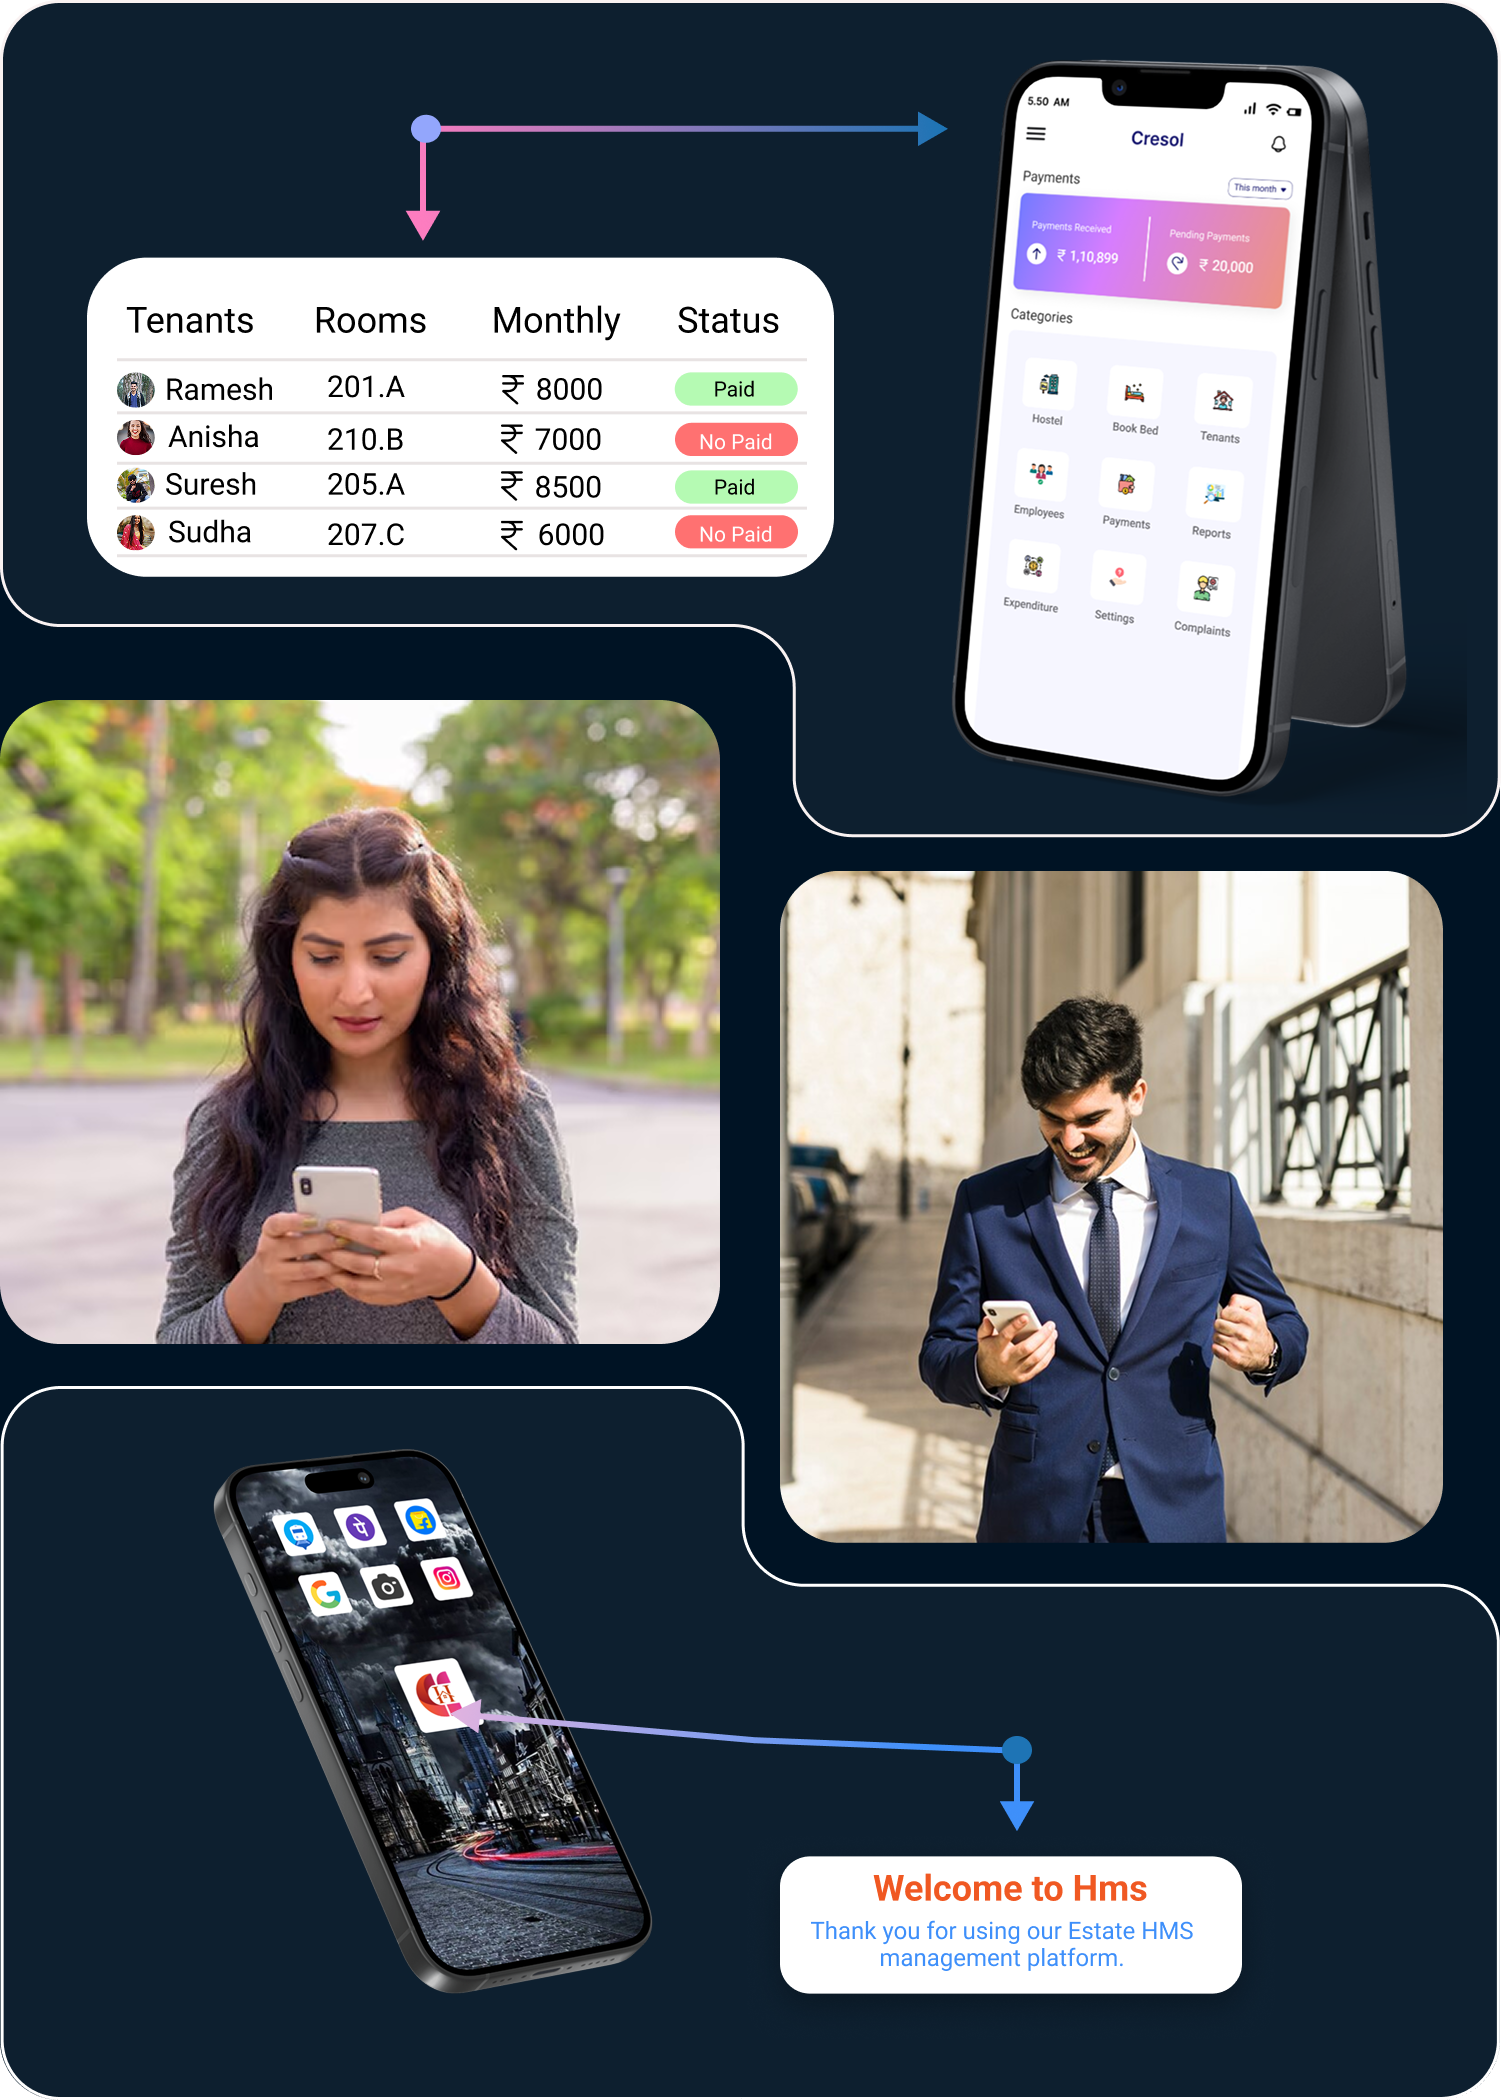 5.50 AM
Cresol
Payments
This month
Payments Received
Pending Payments
₹ 1,10,899
₹ 20,000
Categories
Hostel
Book Bed
Tenants
Employees
Payments
Reports
Expenditure
Settings
Complaints
Tenants Rooms Monthly Status
Ramesh 201.A ₹ 8000 Paid
Anisha 210.B ₹ 7000 No Paid
Suresh 205.A ₹ 8500 Paid
Sudha 207.C ₹ 6000 No Paid
पे
G
H
Welcome to Hms
Thank you for using our Estate HMS
management platform.